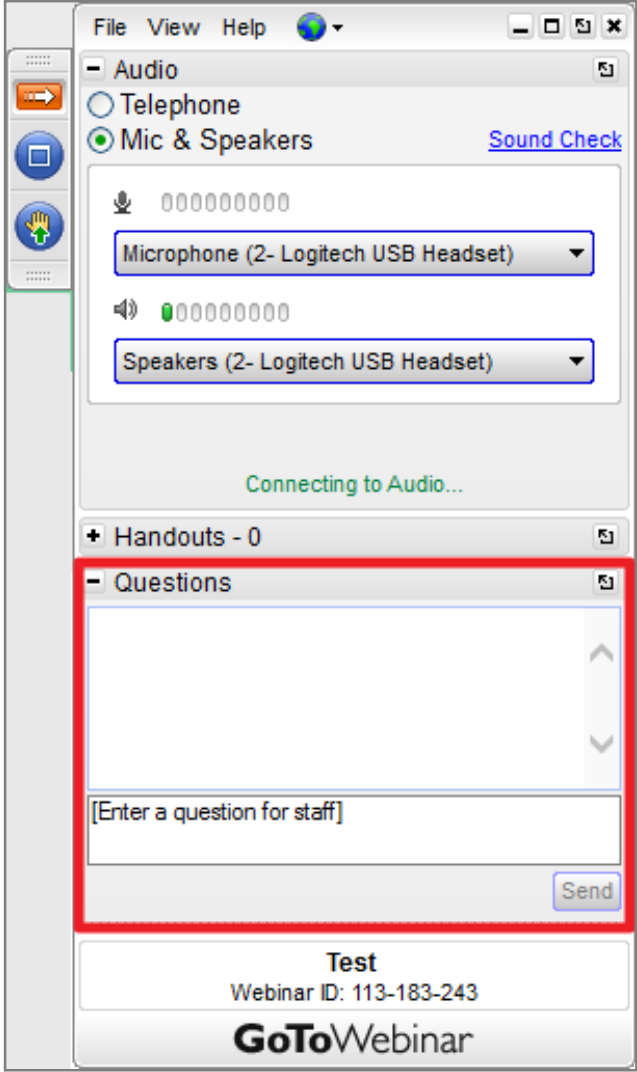 File View Help
Audio
Telephone
Mic & Speakers Sound Check
Microphone (2- Logitech USB Headset)
Speakers (2- Logitech USB Headset)
Connecting to Audio...
Handouts - 0
Questions
[Enter a question for staff]
Send
Test
Webinar ID: 113-183-243
GoToWebinar